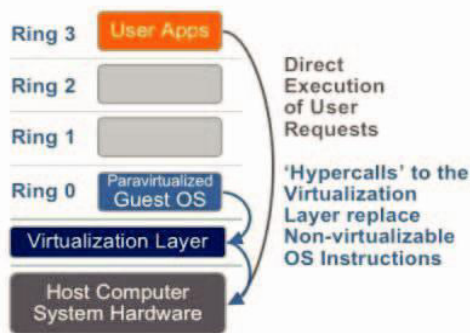 Ring 3
User Apps
Ring 2
Ring 1
Ring 0
Paravirtualized
Guest OS
Virtualization Layer
Host Computer
System Hardware
Direct
Execution
of User
Requests
‘Hypercalls’ to the
Virtualization
Layer replace
Non-virtualizable
OS Instructions